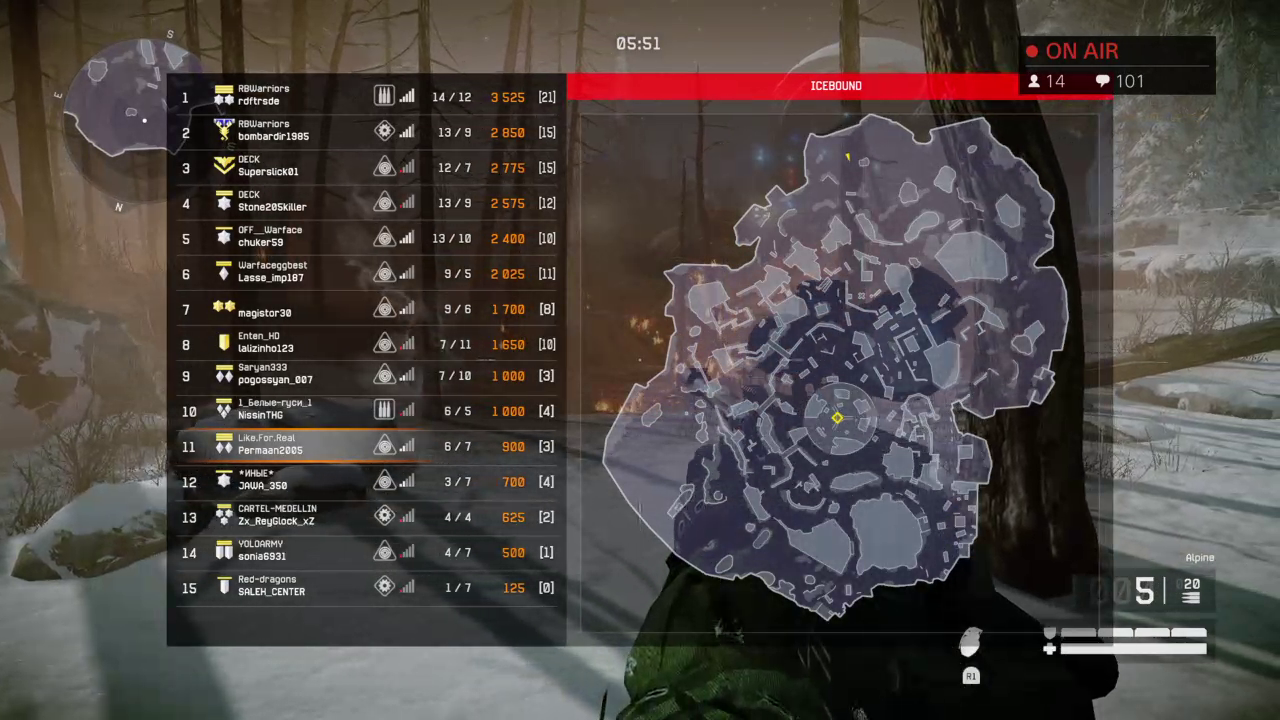 S
E
N
05:51
ON AIR
14 101
ICEBOUND
1 RBWarriors rdftrsde 14 / 12 3 525 [21]
2 RBWarriors bombardir1985 13 / 9 2 850 [15]
3 DECK Superslick01 12 / 7 2 775 [15]
4 DECK Stone205killer 13 / 9 2 575 [12]
5 OFF__Warface chuker59 13 / 10 2 400 [10]
6 Warfaceggbest Lasse_imp187 9 / 5 2 025 [11]
7 magistor30 9 / 6 1 700 [8]
8 Enten_HD lalizinho123 7 / 11 1 650 [10]
9 Saryan333 pogossyan_007 7 / 10 1 000 [3]
10 1_Белые-гуси_1 NissinTHG 6 / 5 1 000 [4]
11 Like.For.Real Permaan2005 6 / 7 900 [3]
12 *ИНЫЕ* JAWA_350 3 / 7 700 [4]
13 CARTEL-MEDELLIN Zx_ReyGlock_xZ 4 / 4 625 [2]
14 YOLOARMY sonia6931 4 / 7 500 [1]
15 Red-dragons SALEH_CENTER 1 / 7 125 [0]
Alpine
005 | 20
R1